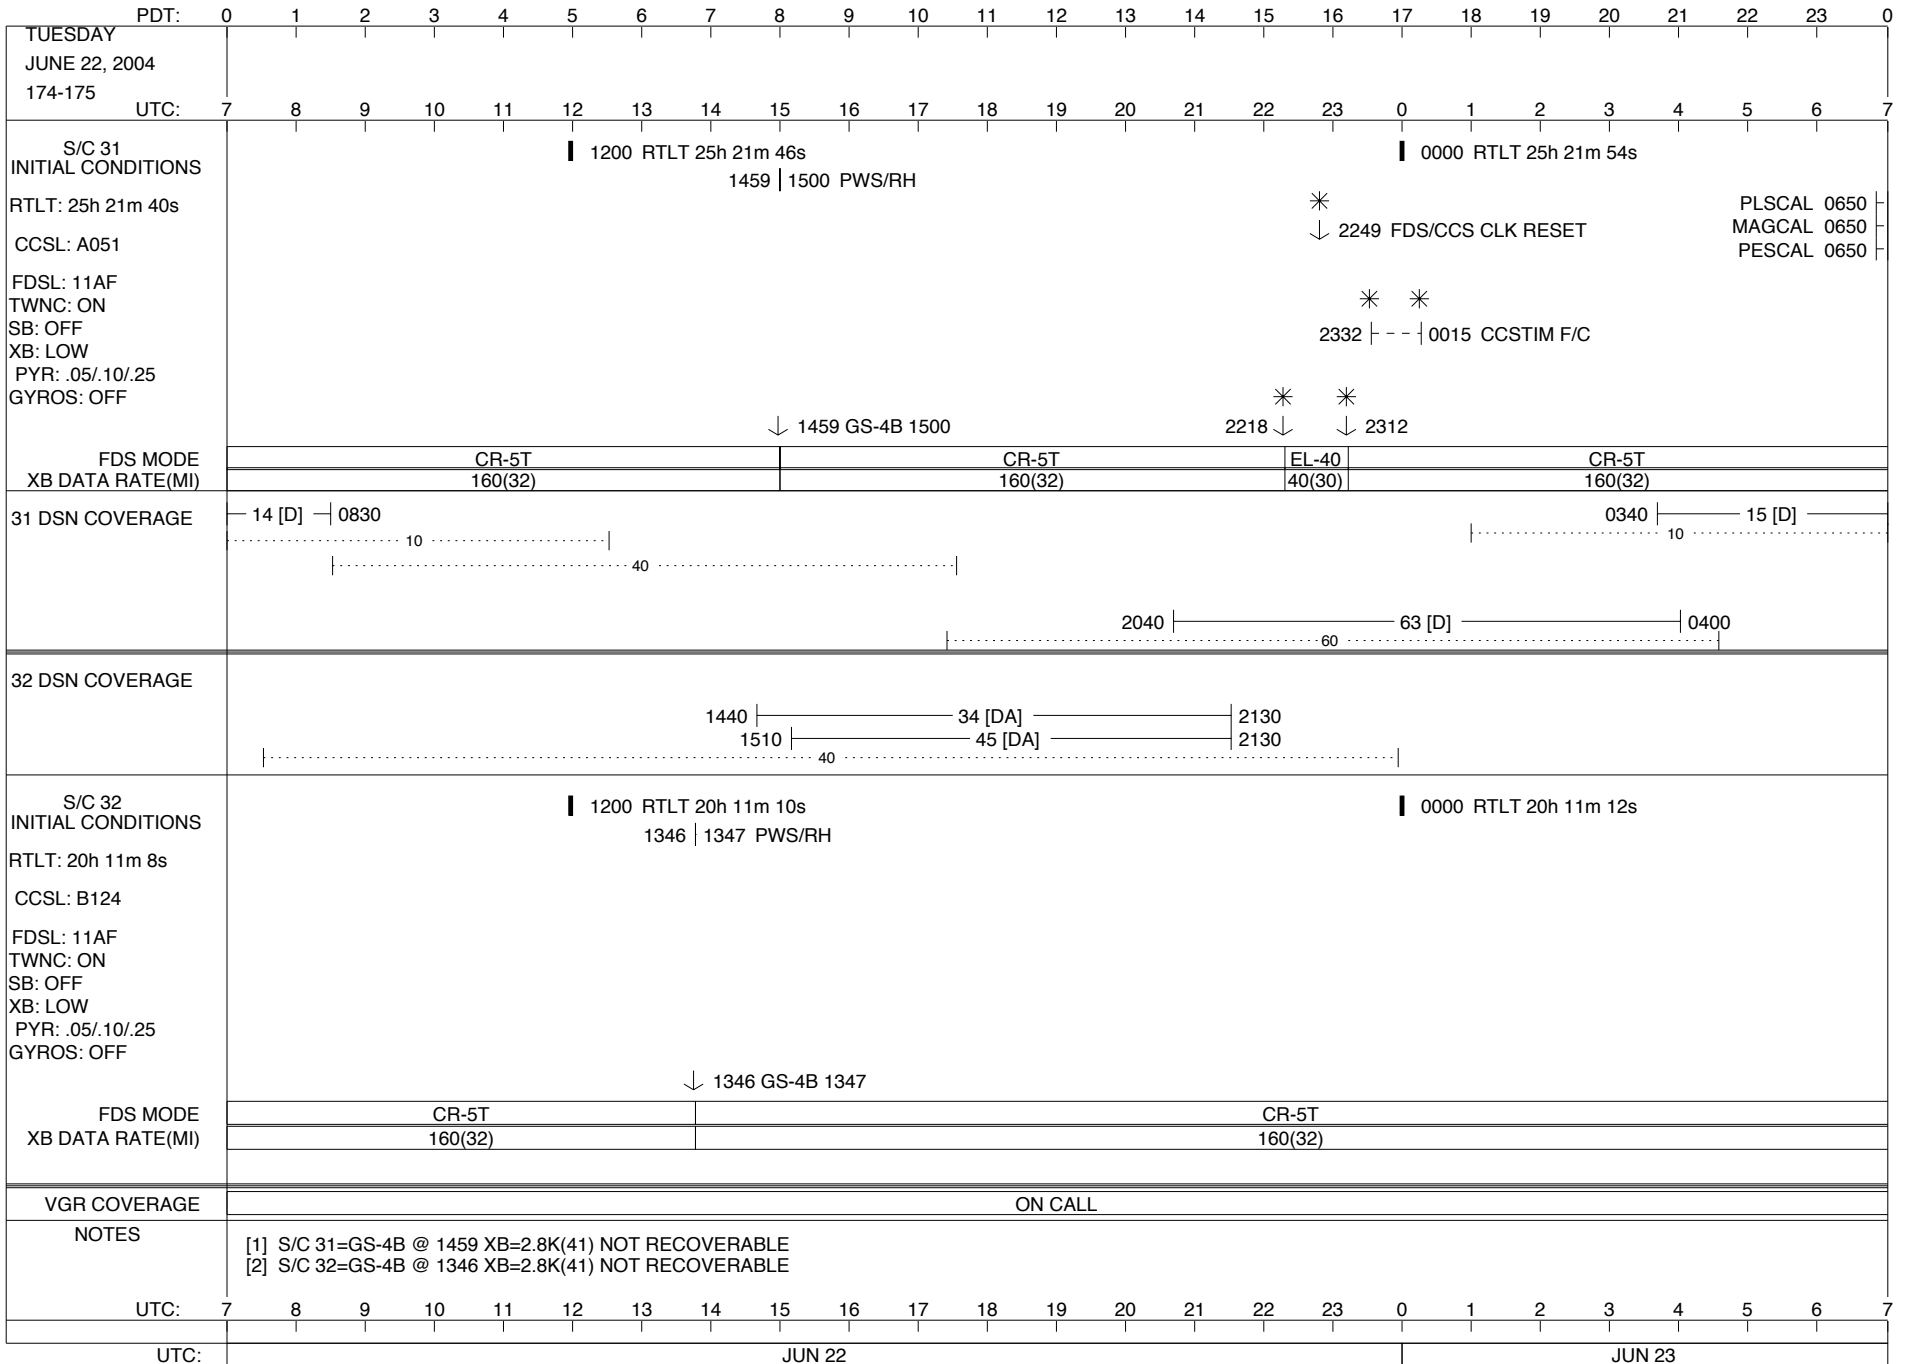 PDT: 0 1 2 3 4 5 6 7 8 9 10 11 12 13 14 15 16 17 18 19 20 21 22 23 0
TUESDAY
JUNE 22, 2004
174-175
UTC: 7 8 9 10 11 12 13 14 15 16 17 18 19 20 21 22 23 0 1 2 3 4 5 6 7
S/C 31
INITIAL CONDITIONS
1200 RTLT 25h 21m 46s
0000 RTLT 25h 21m 54s
1459 1500 PWS/RH
RTLT: 25h 21m 40s
PLSCAL 0650
2249 FDS/CCS CLK RESET
MAGCAL 0650
CCSL: A051
PESCAL 0650
FDSL: 11AF
TWNC: ON
SB: OFF
2332 0015 CCSTIM F/C
XB: LOW
PYR: .05/.10/.25
GYROS: OFF
1459 GS-4B 1500
2218 2312
FDS MODE CR-5T CR-5T EL-40 CR-5T
XB DATA RATE(MI) 160(32) 160(32) 40(30) 160(32)
31 DSN COVERAGE
14 [D] 0830
0340 15 [D]
10 10
40
2040 63 [D] 0400
60
32 DSN COVERAGE
1440 34 [DA] 2130
1510 45 [DA] 2130
40
S/C 32
INITIAL CONDITIONS
1200 RTLT 20h 11m 10s
0000 RTLT 20h 11m 12s
1346 1347 PWS/RH
RTLT: 20h 11m 8s
CCSL: B124
FDSL: 11AF
TWNC: ON
SB: OFF
XB: LOW
PYR: .05/.10/.25
GYROS: OFF
1346 GS-4B 1347
FDS MODE CR-5T CR-5T
XB DATA RATE(MI) 160(32) 160(32)
VGR COVERAGE ON CALL
NOTES
[1] S/C 31=GS-4B @ 1459 XB=2.8K(41) NOT RECOVERABLE
[2] S/C 32=GS-4B @ 1346 XB=2.8K(41) NOT RECOVERABLE
UTC: 7 8 9 10 11 12 13 14 15 16 17 18 19 20 21 22 23 0 1 2 3 4 5 6 7
UTC: JUN 22 JUN 23